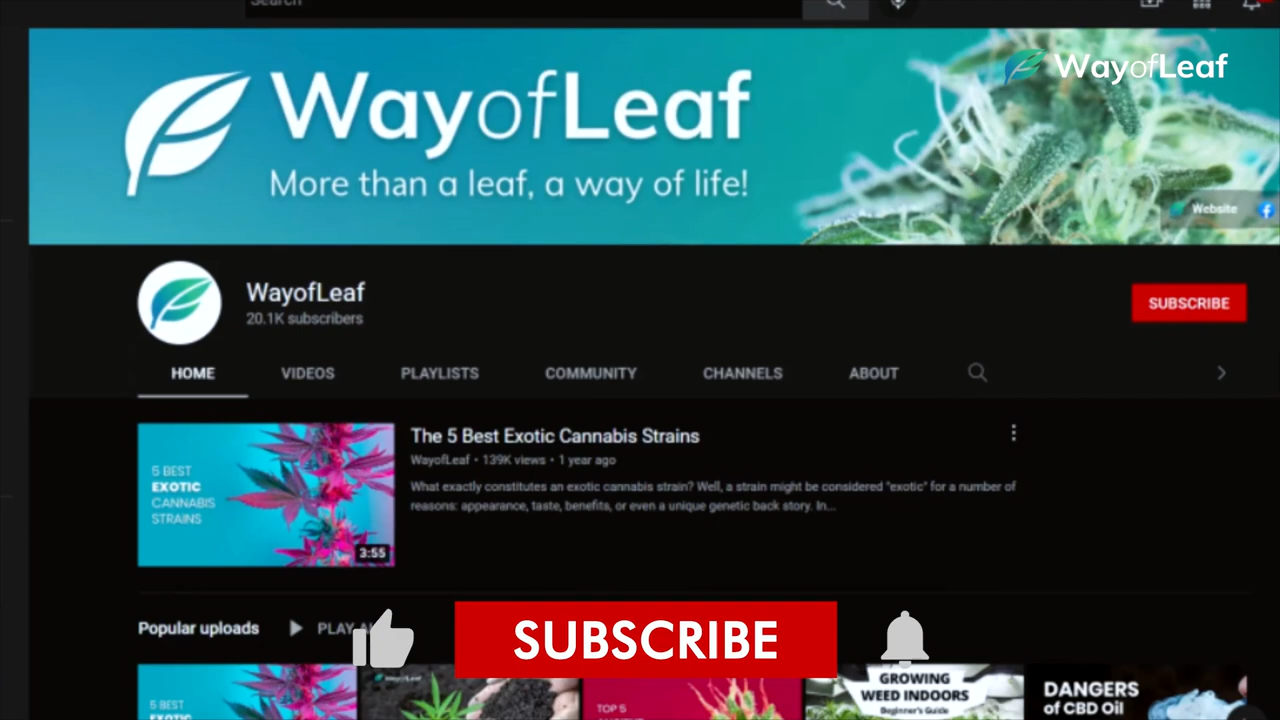 Search
WayofLeaf
WayofLeaf
More than a leaf, a way of life!
Website
WayofLeaf
20.1K subscribers
SUBSCRIBE
HOME
VIDEOS
PLAYLISTS
COMMUNITY
CHANNELS
ABOUT
5 BEST
EXOTIC
CANNABIS
STRAINS
3:55
The 5 Best Exotic Cannabis Strains
WayofLeaf • 139K views • 1 year ago
What exactly constitutes an exotic cannabis strain? Well, a strain might be considered "exotic" for a number of
reasons: appearance, taste, benefits, or even a unique genetic back story. In...
Popular uploads
PLAY
SUBSCRIBE
5 BEST
EXOTIC
WayofLeaf
TOP 5
GROWING
WEED INDOORS
Beginner's Guide
DANGERS
of CBD Oil